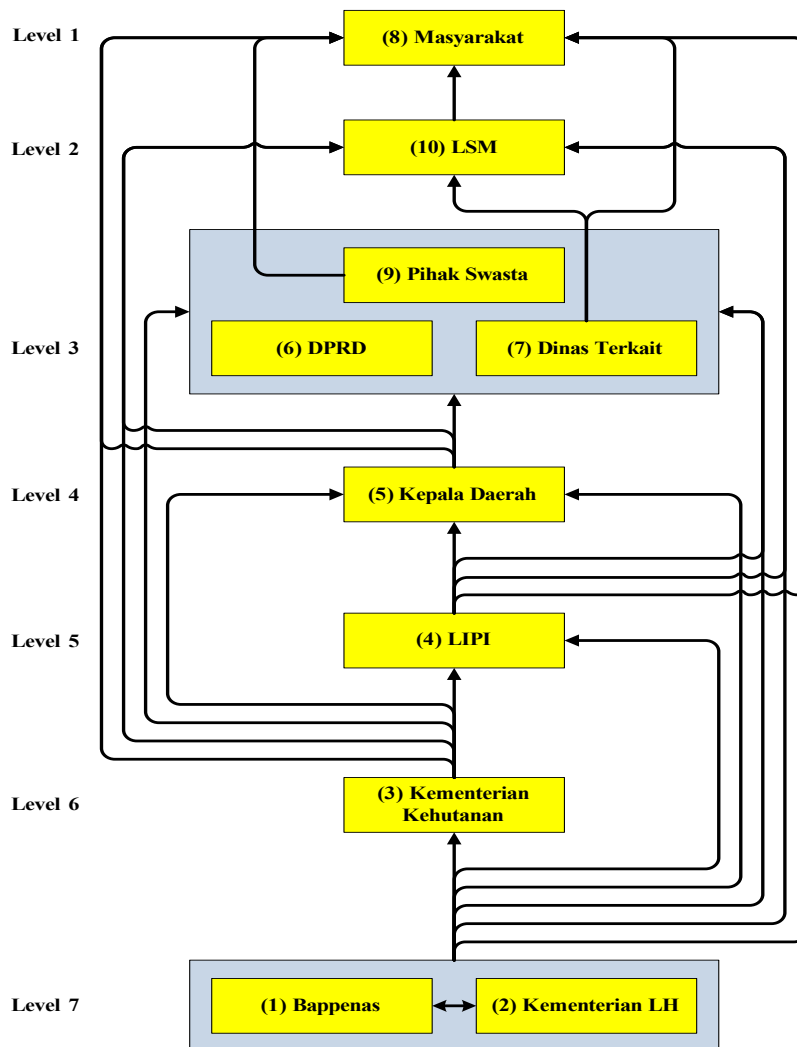 Level 1
(8) Masyarakat
Level 2
(10) LSM
(9) Pihak Swasta
Level 3
(6) DPRD
(7) Dinas Terkait
Level 4
(5) Kepala Daerah
Level 5
(4) LIPI
Level 6
(3) Kementerian
Kehutanan
Level 7
(1) Bappenas
(2) Kementerian LH